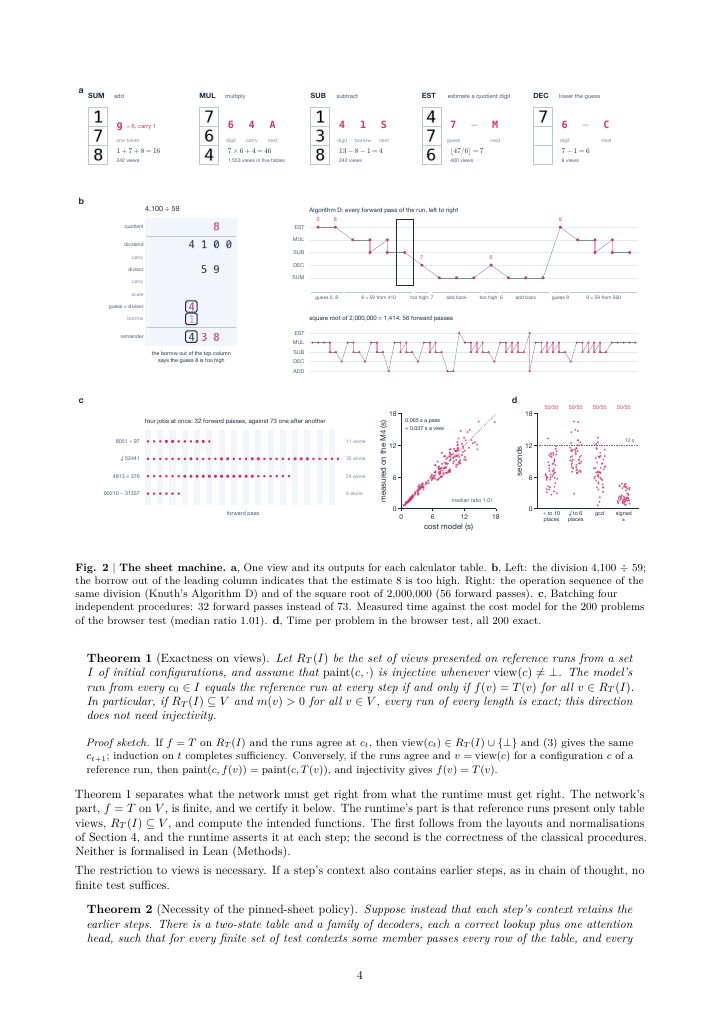 a
SUM add
MUL multiply
SUB subtract
EST estimate a quotient digit
DEC lower the guess
1
7
8
g = 6, carry 1
one token
1 + 7 + 8 = 16
242 views
7
6
4
6 4 A
digit carry next
7 × 6 + 4 = 46
1,553 views in five tables
1
3
8
4 1 S
digit borrow next
13 − 8 − 1 = 4
242 views
4
7
6
7 – M
guess next
⌊47/6⌋ = 7
400 views
7
6 – C
digit next
7 − 1 = 6
9 views
b
4,100 ÷ 59
quotient 8
dividend 4 1 0 0
carry
divisor 5 9
carry
scale
guess × divisor 4
borrow 1
remainder 4 3 8
the borrow out of the top column
says the guess 8 is too high
Algorithm D: every forward pass of the run, left to right
EST
MUL
SUB
DEC
SUM
0 8 7 6 9
guess 0, 8 8 × 59 from 410 too high: 7 add back too high: 6 add back guess 9 9 × 59 from 560
square root of 2,000,000 = 1,414: 56 forward passes
EST
MUL
SUB
DEC
ADD
c
four jobs at once: 32 forward passes, against 73 one after another
8051 ÷ 97 11 alone
√52441 32 alone
4813 × 276 24 alone
90210 − 31337 6 alone
forward pass
measured on the M4 (s)
18
12
6
0
0.065 s a pass
+ 0.037 s a view
median ratio 1.01
0 6 12 18
cost model (s)
d
50/50 50/50 50/50 50/50
seconds
18
12
6
0
12 s
÷ to 10 places
√ to 6 places
gcd
signed
Fig. 2 | The sheet machine. a, One view and its outputs for each calculator table. b, Left: the division 4,100 ÷ 59;
the borrow out of the leading column indicates that the estimate 8 is too high. Right: the operation sequence of the
same division (Knuth's Algorithm D) and of the square root of 2,000,000 (56 forward passes). c, Batching four
independent procedures: 32 forward passes instead of 73. Measured time against the cost model for the 200 problems
of the browser test (median ratio 1.01). d, Time per problem in the browser test, all 200 exact.
Theorem 1 (Exactness on views). Let R_T(I) be the set of views presented on reference runs from a set
I of initial configurations, and assume that paint(c, ·) is injective whenever view(c) ≠ ⊥. The model's
run from every c₀ ∈ I equals the reference run at every step if and only if f(v) = T(v) for all v ∈ R_T(I).
In particular, if R_T(I) ⊆ V and m(v) > 0 for all v ∈ V, every run of every length is exact; this direction
does not need injectivity.
Proof sketch. If f = T on R_T(I) and the runs agree at c_t, then view(c_t) ∈ R_T(I) ∪ {⊥} and (3) gives the same
c_{t+1}; induction on t completes sufficiency. Conversely, if the runs agree and v = view(c) for a configuration c of a
reference run, then paint(c, f(v)) = paint(c, T(v)), and injectivity gives f(v) = T(v).
Theorem 1 separates what the network must get right from what the runtime must get right. The network's
part, f = T on V, is finite, and we certify it below. The runtime's part is that reference runs present only table
views, R_T(I) ⊆ V, and compute the intended functions. The first follows from the layouts and normalisations
of Section 4, and the runtime asserts it at each step; the second is the correctness of the classical procedures.
Neither is formalised in Lean (Methods).
The restriction to views is necessary. If a step's context also contains earlier steps, as in chain of thought, no
finite test suffices.
Theorem 2 (Necessity of the pinned-sheet policy). Suppose instead that each step's context retains the
earlier steps. There is a two-state table and a family of decoders, each a correct lookup plus one attention
head, such that for every finite set of test contexts some member passes every row of the table, and every
4